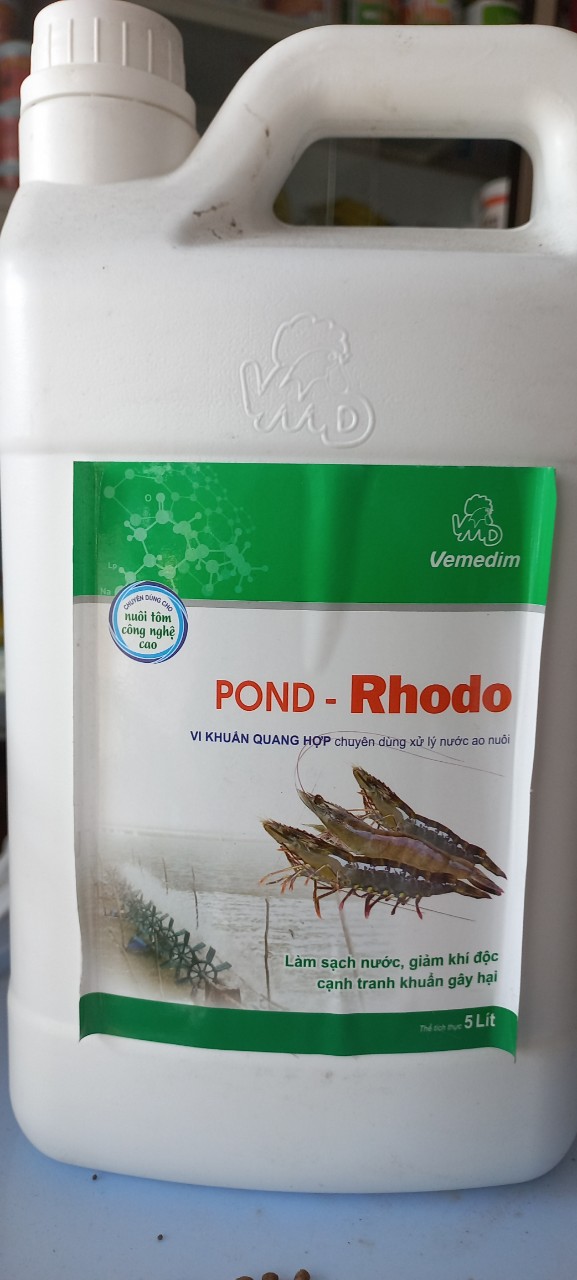 VMD
VMD
Vemedim
O
Na
CHUYÊN DÙNG CHO
nuôi tôm
công nghệ
cao
POND - Rhodo
VI KHUẨN QUANG HỢP chuyên dùng xử lý nước ao nuôi
Làm sạch nước, giảm khí độc
cạnh tranh khuẩn gây hại
Thể tích thực 5 Lít